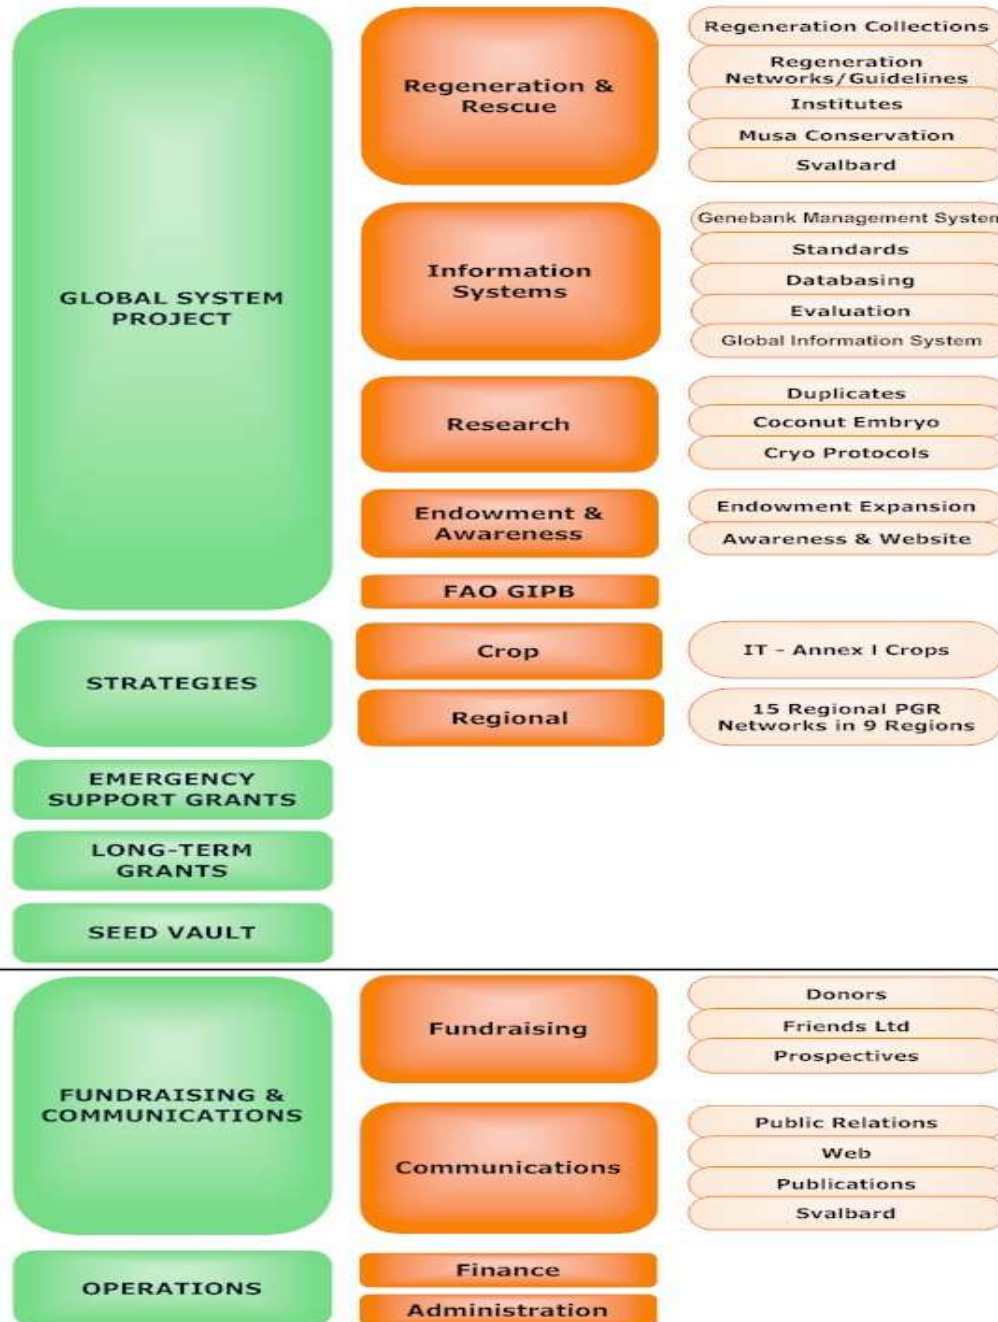 GLOBAL SYSTEM
PROJECT
Regeneration &
Rescue
Regeneration Collections
Regeneration
Networks/Guidelines
Institutes
Musa Conservation
Svalbard
Information
Systems
Genebank Management System
Standards
Databasing
Evaluation
Global Information System
Research
Duplicates
Coconut Embryo
Cryo Protocols
Endowment &
Awareness
Endowment Expansion
Awareness & Website
FAO GIPB
STRATEGIES
Crop
IT - Annex I Crops
Regional
15 Regional PGR
Networks in 9 Regions
EMERGENCY
SUPPORT GRANTS
LONG-TERM
GRANTS
SEED VAULT
FUNDRAISING &
COMMUNICATIONS
Fundraising
Donors
Friends Ltd
Prospectives
Communications
Public Relations
Web
Publications
Svalbard
OPERATIONS
Finance
Administration